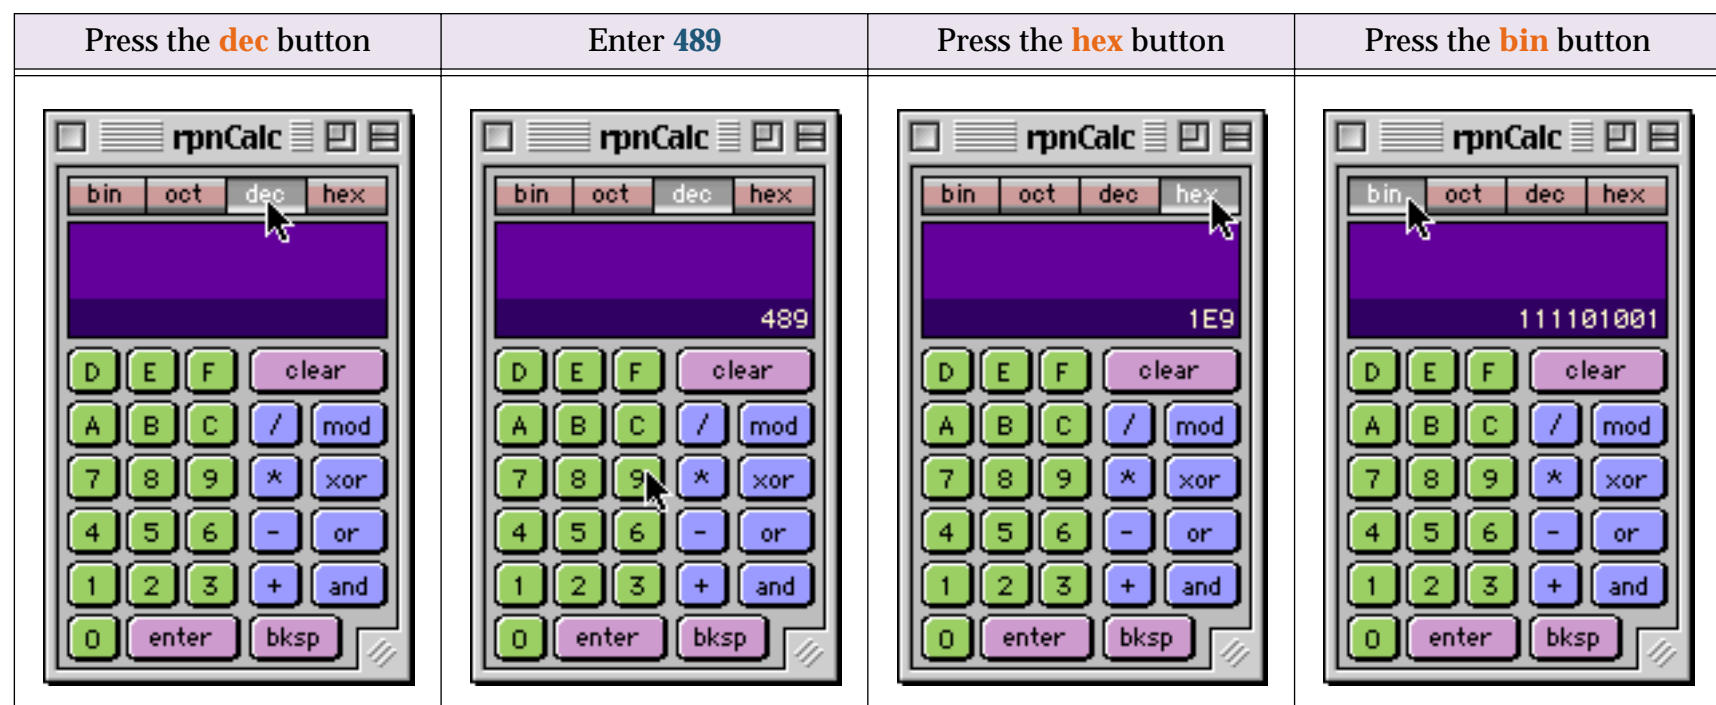 Press the dec button
Enter 489
Press the hex button
Press the bin button
rpnCalc
bin oct dec hex
D E F clear
A B C / mod
7 8 9 * xor
4 5 6 - or
1 2 3 + and
0 enter bksp
rpnCalc
bin oct dec hex
489
D E F clear
A B C / mod
7 8 9 * xor
4 5 6 - or
1 2 3 + and
0 enter bksp
rpnCalc
bin oct dec hex
1E9
D E F clear
A B C / mod
7 8 9 * xor
4 5 6 - or
1 2 3 + and
0 enter bksp
rpnCalc
bin oct dec hex
111101001
D E F clear
A B C / mod
7 8 9 * xor
4 5 6 - or
1 2 3 + and
0 enter bksp